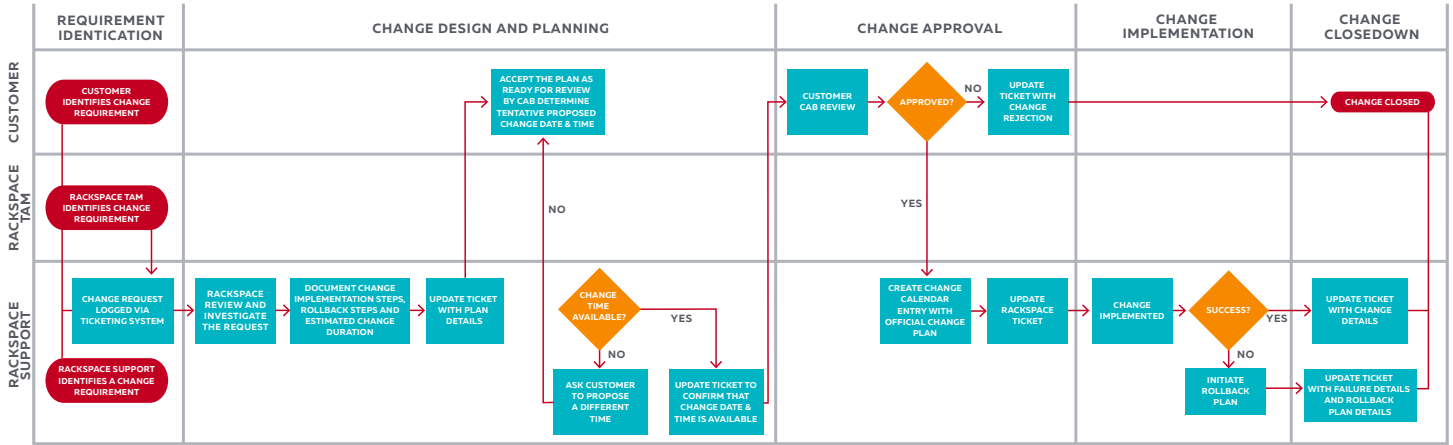 REQUIREMENT
IDENTICATION
CHANGE DESIGN AND PLANNING
CHANGE APPROVAL
CHANGE
IMPLEMENTATION
CHANGE
CLOSEDOWN
CUSTOMER
CUSTOMER
IDENTIFIES CHANGE
REQUIREMENT
ACCEPT THE PLAN AS
READY FOR REVIEW
BY CAB DETERMINE
TENTATIVE PROPOSED
CHANGE DATE & TIME
CUSTOMER
CAB REVIEW
APPROVED?
NO
UPDATE
TICKET WITH
CHANGE
REJECTION
CHANGE CLOSED
RACKSPACE
TAM
RACKSPACE TAM
IDENTIFIES CHANGE
REQUIREMENT
NO
YES
RACKSPACE
SUPPORT
CHANGE REQUEST
LOGGED VIA
TICKETING SYSTEM
RACKSPACE
REVIEW AND
INVESTIGATE
THE REQUEST
DOCUMENT CHANGE
IMPLEMENTATION STEPS,
ROLLBACK STEPS AND
ESTIMATED CHANGE
DURATION
UPDATE TICKET
WITH PLAN
DETAILS
CHANGE
TIME
AVAILABLE?
YES
NO
CREATE CHANGE
CALENDAR
ENTRY WITH
OFFICIAL CHANGE
PLAN
UPDATE
RACKSPACE
TICKET
CHANGE
IMPLEMENTED
SUCCESS?
YES
NO
UPDATE TICKET
WITH CHANGE
DETAILS
RACKSPACE SUPPORT
IDENTIFIES A CHANGE
REQUIREMENT
ASK CUSTOMER
TO PROPOSE
A DIFFERENT
TIME
UPDATE TICKET TO
CONFIRM THAT
CHANGE DATE &
TIME IS AVAILABLE
INITIATE
ROLLBACK
PLAN
UPDATE TICKET
WITH FAILURE DETAILS
AND ROLLBACK
PLAN DETAILS